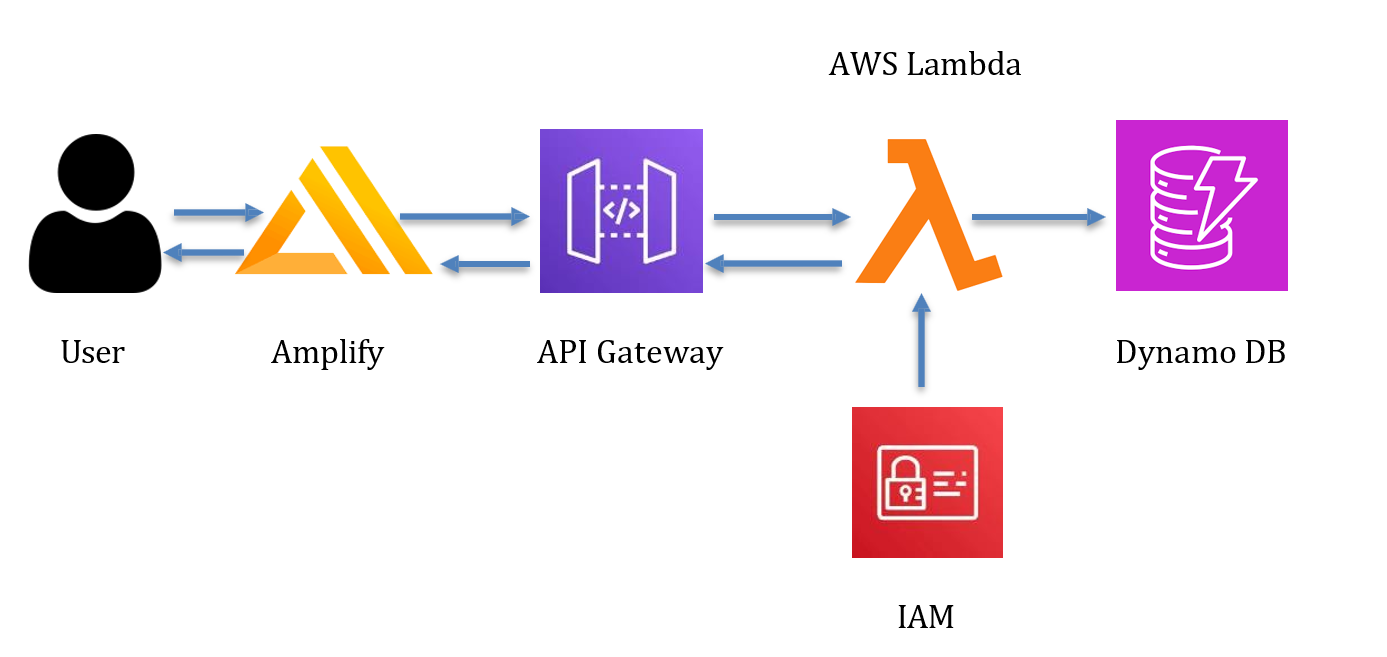 AWS Lambda
User
Amplify
API Gateway
Dynamo DB
IAM